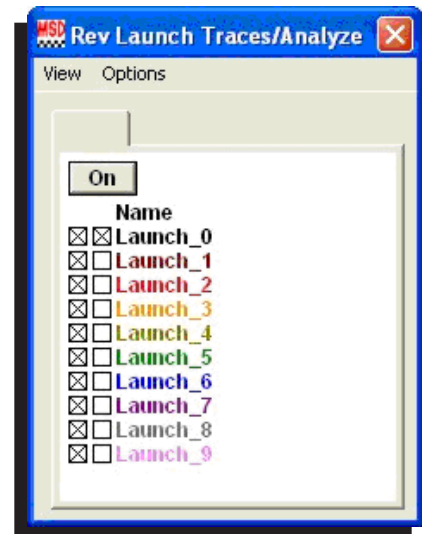 MSD Rev Launch Traces/Analyze
View Options
On
Name
Launch_0
Launch_1
Launch_2
Launch_3
Launch_4
Launch_5
Launch_6
Launch_7
Launch_8
Launch_9